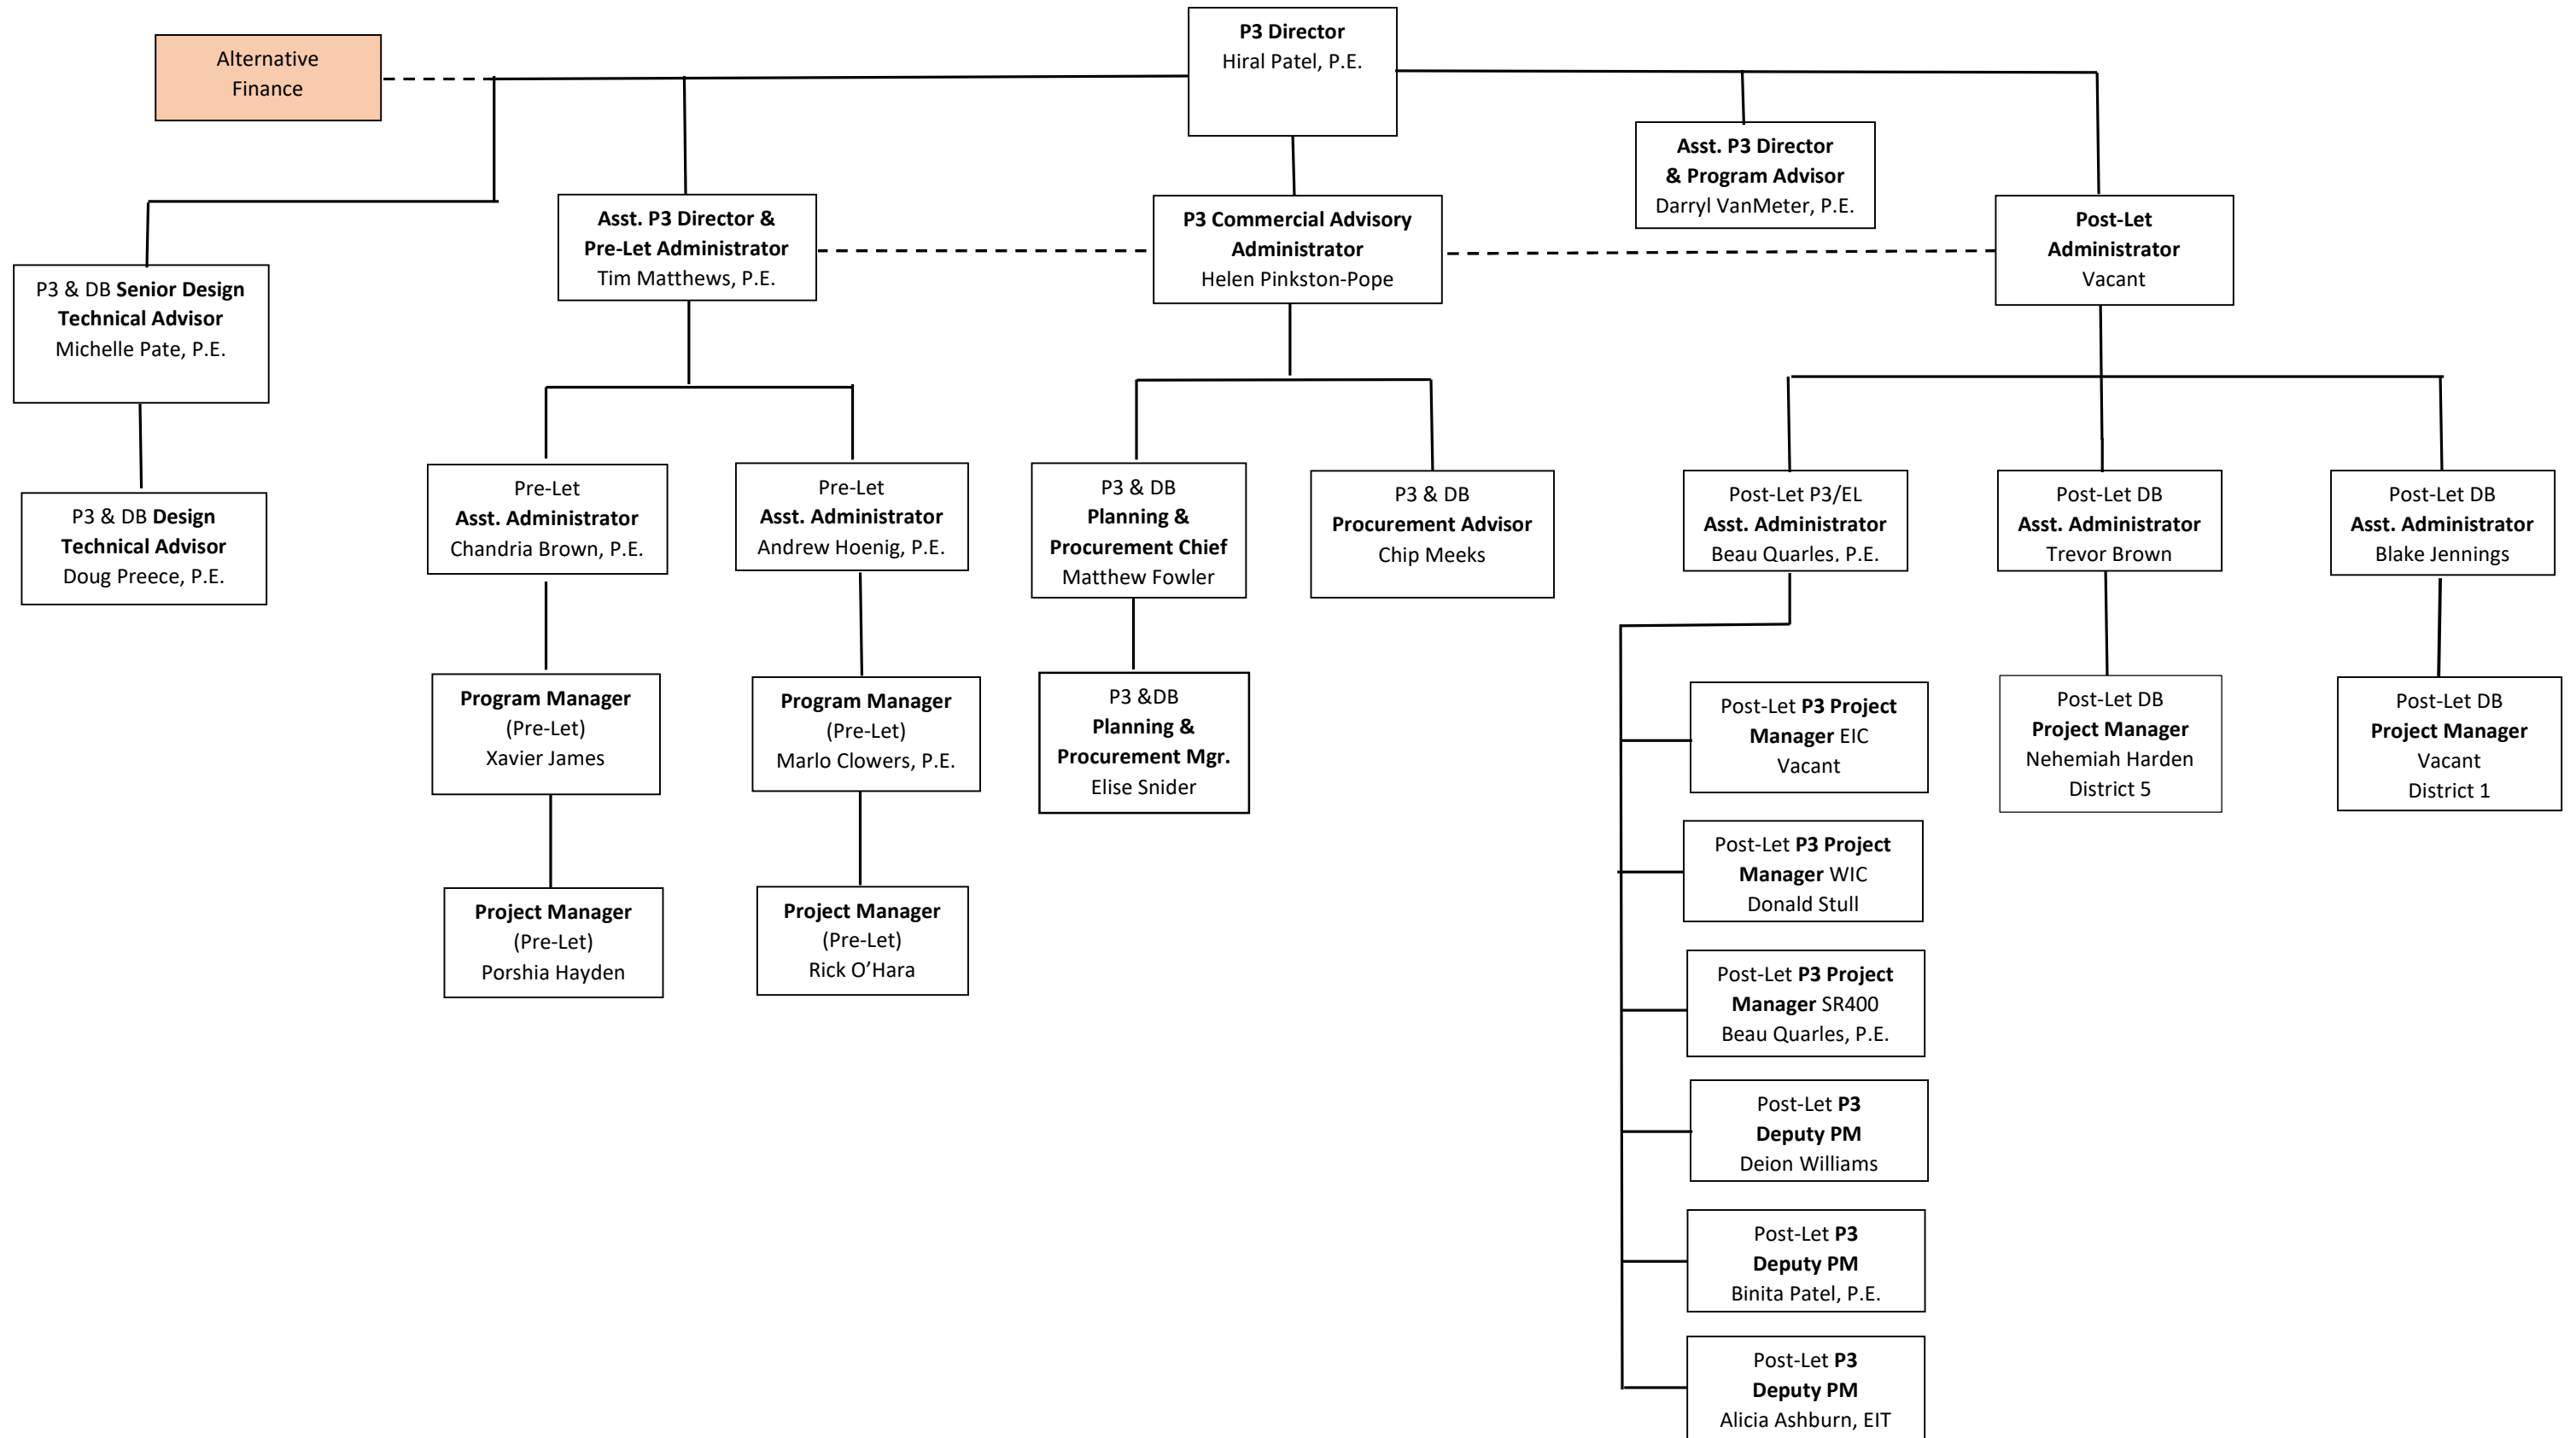 P3 Director
Hiral Patel, P.E.
Alternative
Finance
Asst. P3 Director
& Program Advisor
Darryl VanMeter, P.E.
Asst. P3 Director &
Pre-Let Administrator
Tim Matthews, P.E.
P3 Commercial Advisory
Administrator
Helen Pinkston-Pope
Post-Let
Administrator
Vacant
P3 & DB Senior Design
Technical Advisor
Michelle Pate, P.E.
P3 & DB Design
Technical Advisor
Doug Preece, P.E.
Pre-Let
Asst. Administrator
Chandria Brown, P.E.
Pre-Let
Asst. Administrator
Andrew Hoenig, P.E.
P3 & DB
Planning &
Procurement Chief
Matthew Fowler
P3 & DB
Procurement Advisor
Chip Meeks
Post-Let P3/EL
Asst. Administrator
Beau Quarles, P.E.
Post-Let DB
Asst. Administrator
Trevor Brown
Post-Let DB
Asst. Administrator
Blake Jennings
Program Manager
(Pre-Let)
Xavier James
Program Manager
(Pre-Let)
Marlo Clowers, P.E.
P3 &DB
Planning &
Procurement Mgr.
Elise Snider
Post-Let P3 Project
Manager EIC
Vacant
Post-Let DB
Project Manager
Nehemiah Harden
District 5
Post-Let DB
Project Manager
Vacant
District 1
Post-Let P3 Project
Manager WIC
Donald Stull
Project Manager
(Pre-Let)
Porshia Hayden
Project Manager
(Pre-Let)
Rick O’Hara
Post-Let P3 Project
Manager SR400
Beau Quarles, P.E.
Post-Let P3
Deputy PM
Deion Williams
Post-Let P3
Deputy PM
Binita Patel, P.E.
Post-Let P3
Deputy PM
Alicia Ashburn, EIT